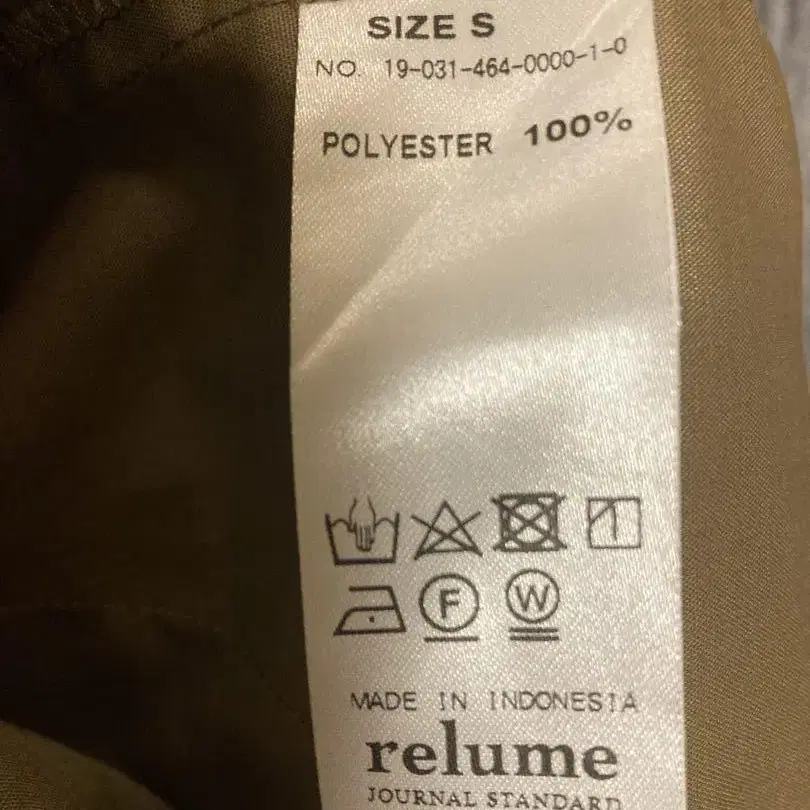 SIZE S
NO. 19-031-464-0000-1-0
POLYESTER 100%
F W
MADE IN INDONESIA
relume
JOURNAL STANDARD